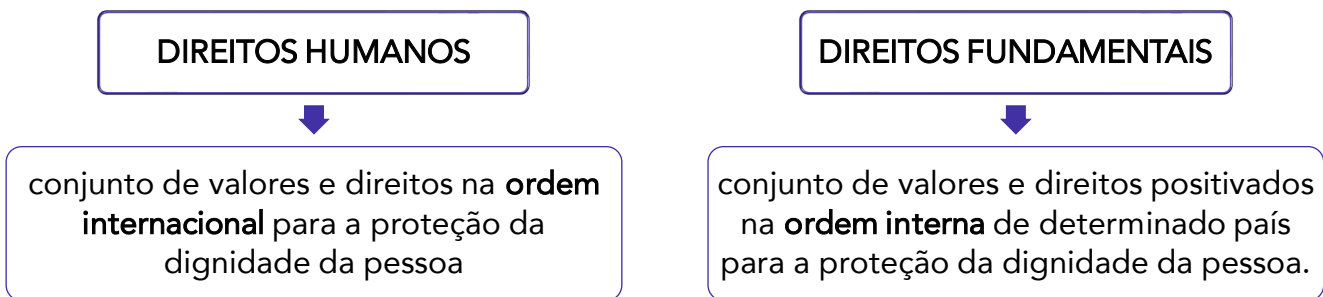 DIREITOS HUMANOS
conjunto de valores e direitos na ordem
internacional para a proteção da
dignidade da pessoa
DIREITOS FUNDAMENTAIS
conjunto de valores e direitos positivados
na ordem interna de determinado país
para a proteção da dignidade da pessoa.